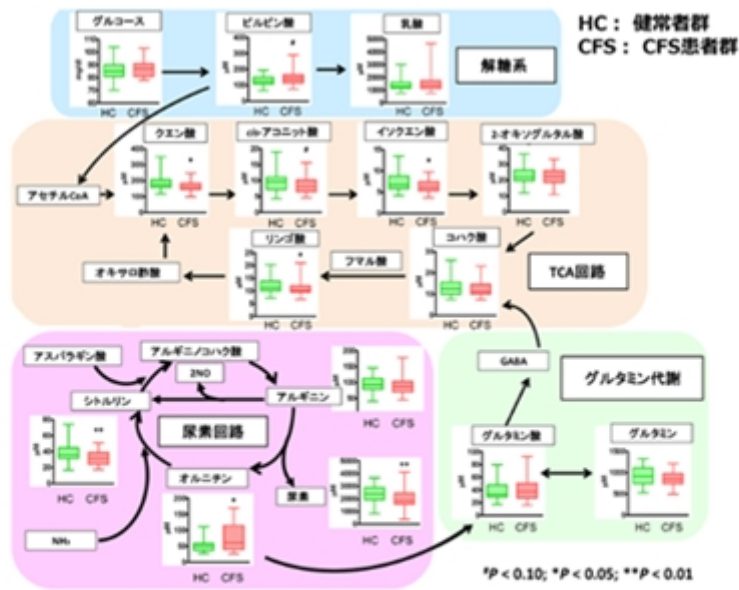 HC： 健常者群
CFS： CFS患者群
グルコース
ピルビン酸
乳酸
解糖系
HC CFS
HC CFS
HC CFS
クエン酸
cis-アコニット酸
イソクエン酸
2-オキソグルタル酸
アセチルCoA
HC CFS
HC CFS
HC CFS
HC CFS
リンゴ酸
フマル酸
コハク酸
オキサロ酢酸
TCA回路
HC CFS
HC CFS
アスパラギン酸
アルギニノコハク酸
2NO
シトルリン
アルギニン
尿素回路
HC CFS
HC CFS
オルニチン
尿素
NH₃
HC CFS
HC CFS
GABA
グルタミン代謝
グルタミン酸
グルタミン
HC CFS
HC CFS
#P < 0.10; *P < 0.05; **P < 0.01